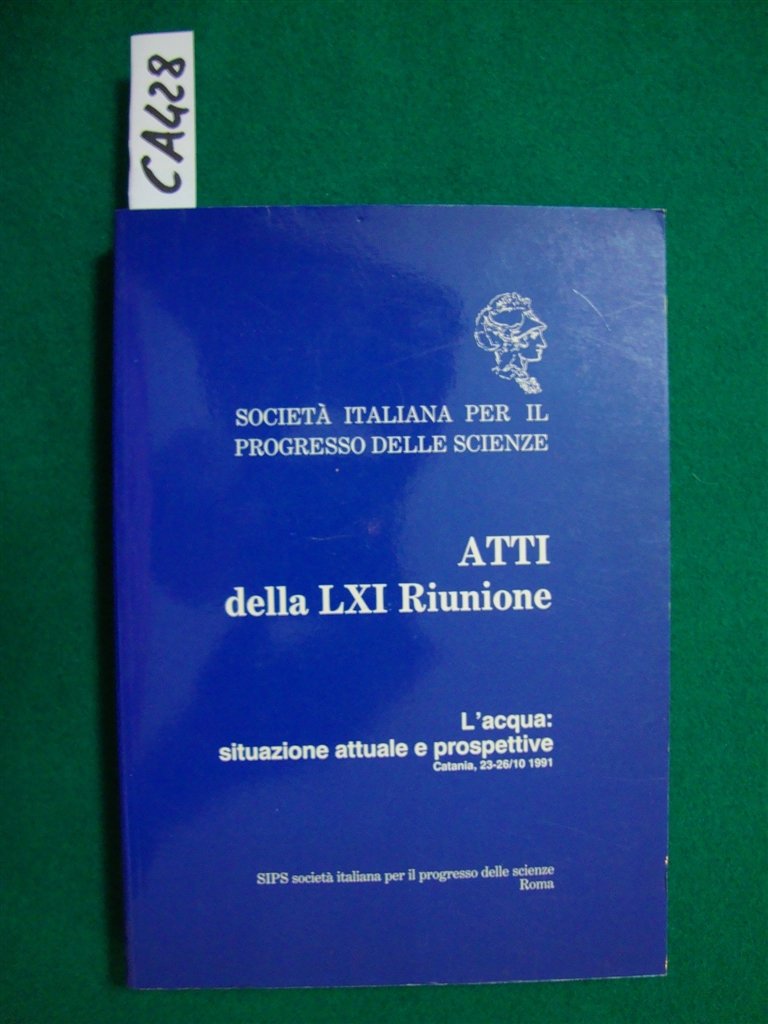 CA428
SOCIETÀ ITALIANA PER IL
PROGRESSO DELLE SCIENZE
ATTI
della LXI Riunione
L'acqua:
situazione attuale e prospettive
Catania, 23-26/10 1991
SIPS società italiana per il progresso delle scienze
Roma